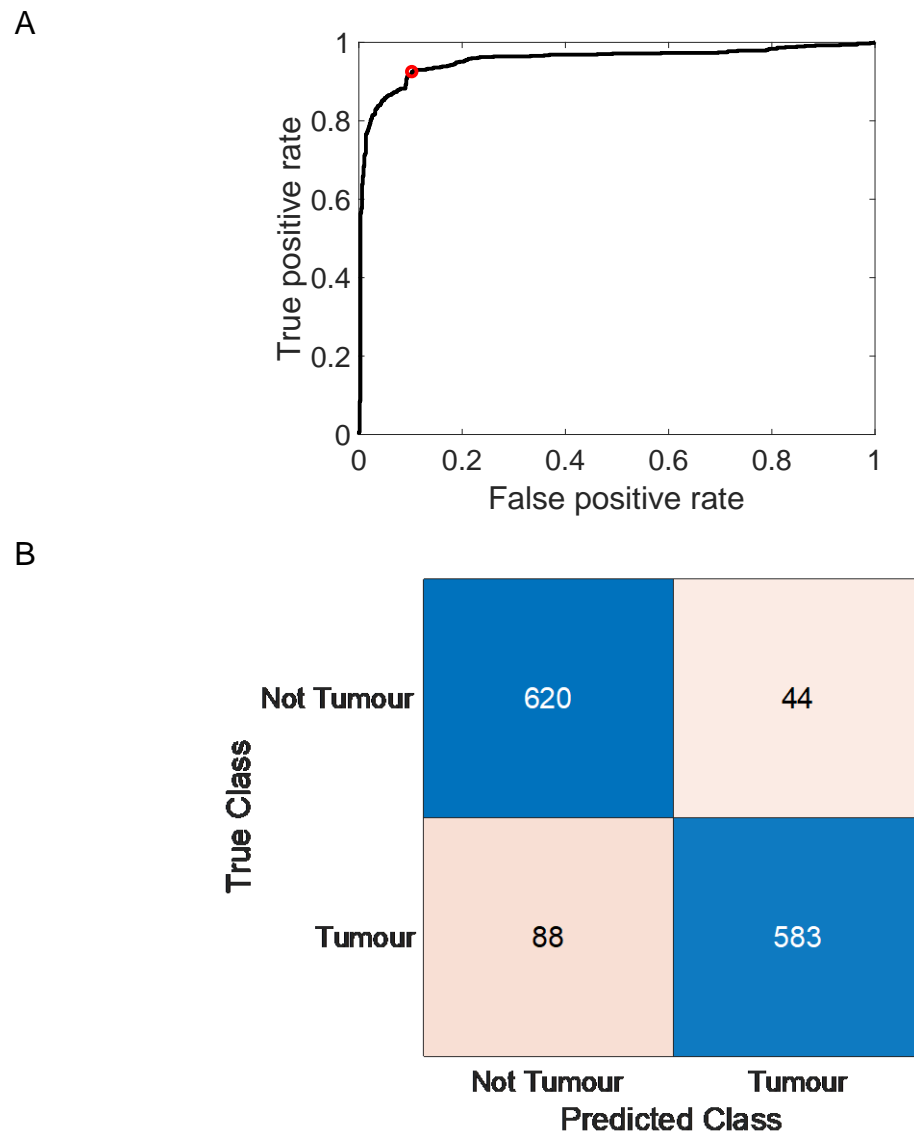 A
1
0.8
0.6
0.4
0.2
0
True positive rate
0 0.2 0.4 0.6 0.8 1
False positive rate
B
True Class
Not Tumour 620 44
Tumour 88 583
Not Tumour Tumour
Predicted Class